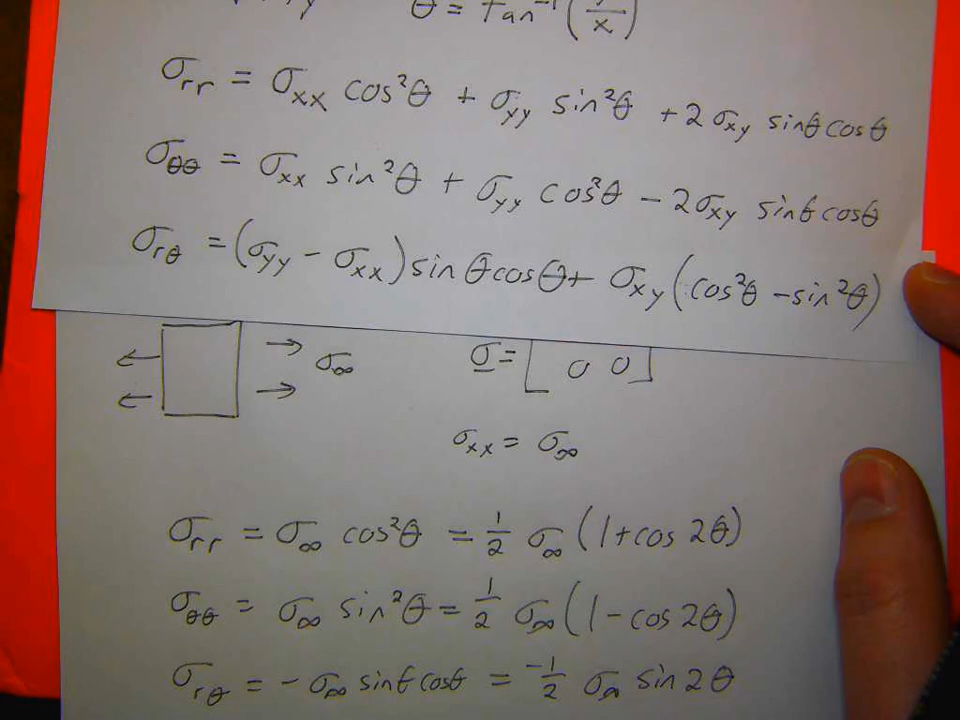 θ = tan⁻¹(y/x)
σrr = σxx cos²θ + σyy sin²θ + 2σxy sinθ cosθ
σθθ = σxx sin²θ + σyy cos²θ - 2σxy sinθ cosθ
σrθ = (σyy - σxx) sinθ cosθ + σxy (cos²θ - sin²θ)
σ∞ σ = [ 0 0 ]
σxx = σ∞
σrr = σ∞ cos²θ = 1/2 σ∞ (1+cos 2θ)
σθθ = σ∞ sin²θ = 1/2 σ∞ (1-cos 2θ)
σrθ = - σ∞ sinθ cosθ = -1/2 σ∞ sin 2θ